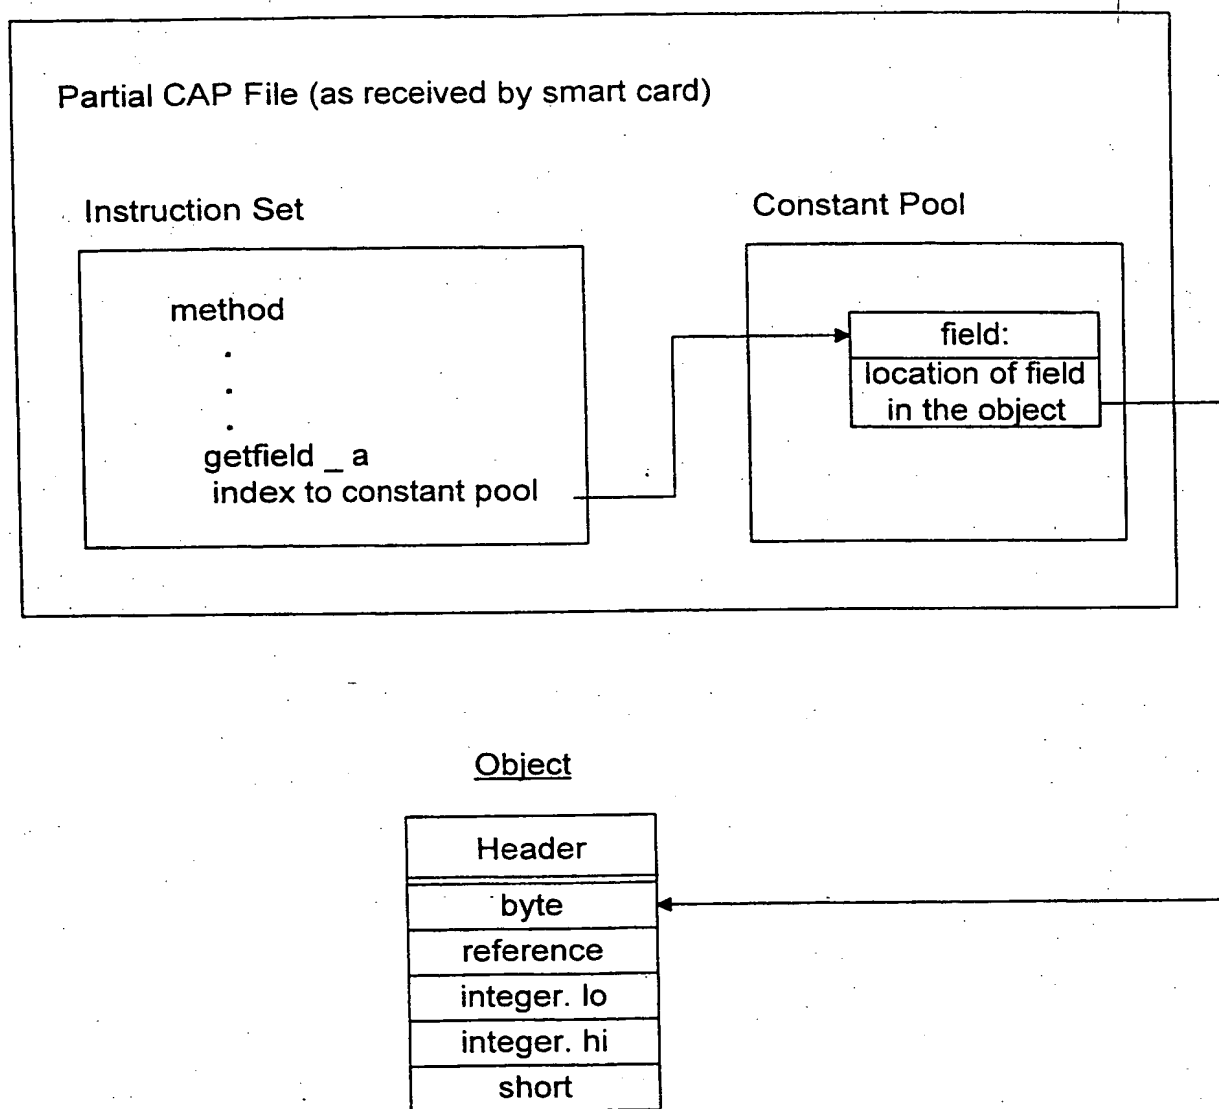 Partial CAP File (as received by smart card)
Instruction Set
Constant Pool
method
.
.
.
getfield _ a
index to constant pool
field:
location of field
in the object
Object
Header
byte
reference
integer. lo
integer. hi
short